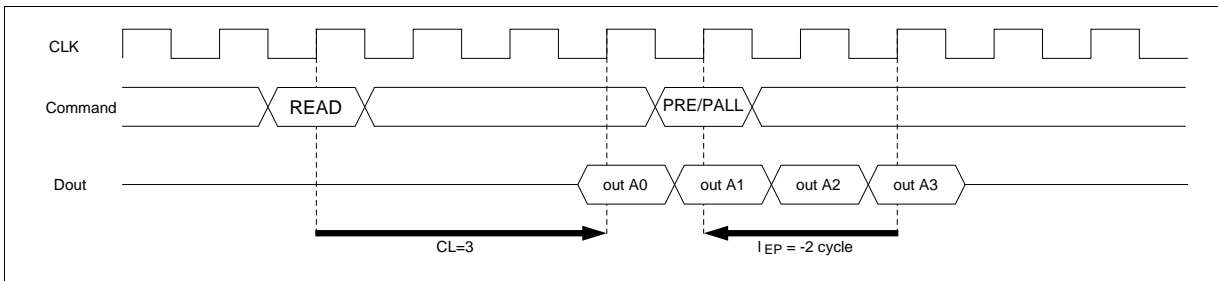 CLK
Command READ PRE/PALL
Dout out A0 out A1 out A2 out A3
CL=3 I EP = -2 cycle